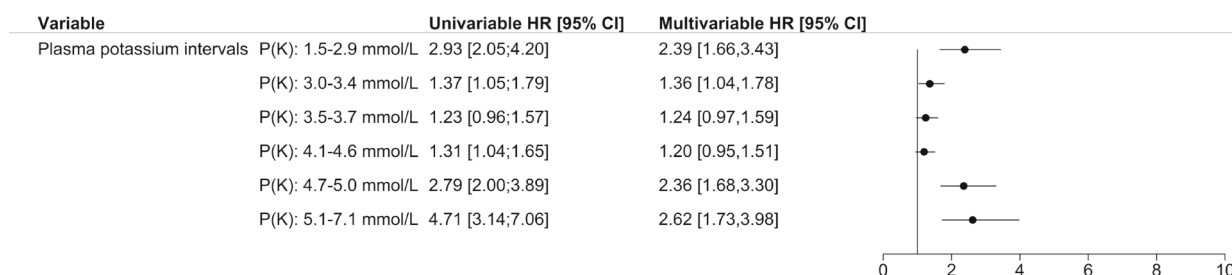 Variable Univariable HR [95% CI] Multivariable HR [95% CI]
Plasma potassium intervals P(K): 1.5-2.9 mmol/L 2.93 [2.05;4.20] 2.39 [1.66,3.43]
P(K): 3.0-3.4 mmol/L 1.37 [1.05;1.79] 1.36 [1.04,1.78]
P(K): 3.5-3.7 mmol/L 1.23 [0.96;1.57] 1.24 [0.97,1.59]
P(K): 4.1-4.6 mmol/L 1.31 [1.04;1.65] 1.20 [0.95,1.51]
P(K): 4.7-5.0 mmol/L 2.79 [2.00;3.89] 2.36 [1.68,3.30]
P(K): 5.1-7.1 mmol/L 4.71 [3.14;7.06] 2.62 [1.73,3.98]
0 2 4 6 8 10